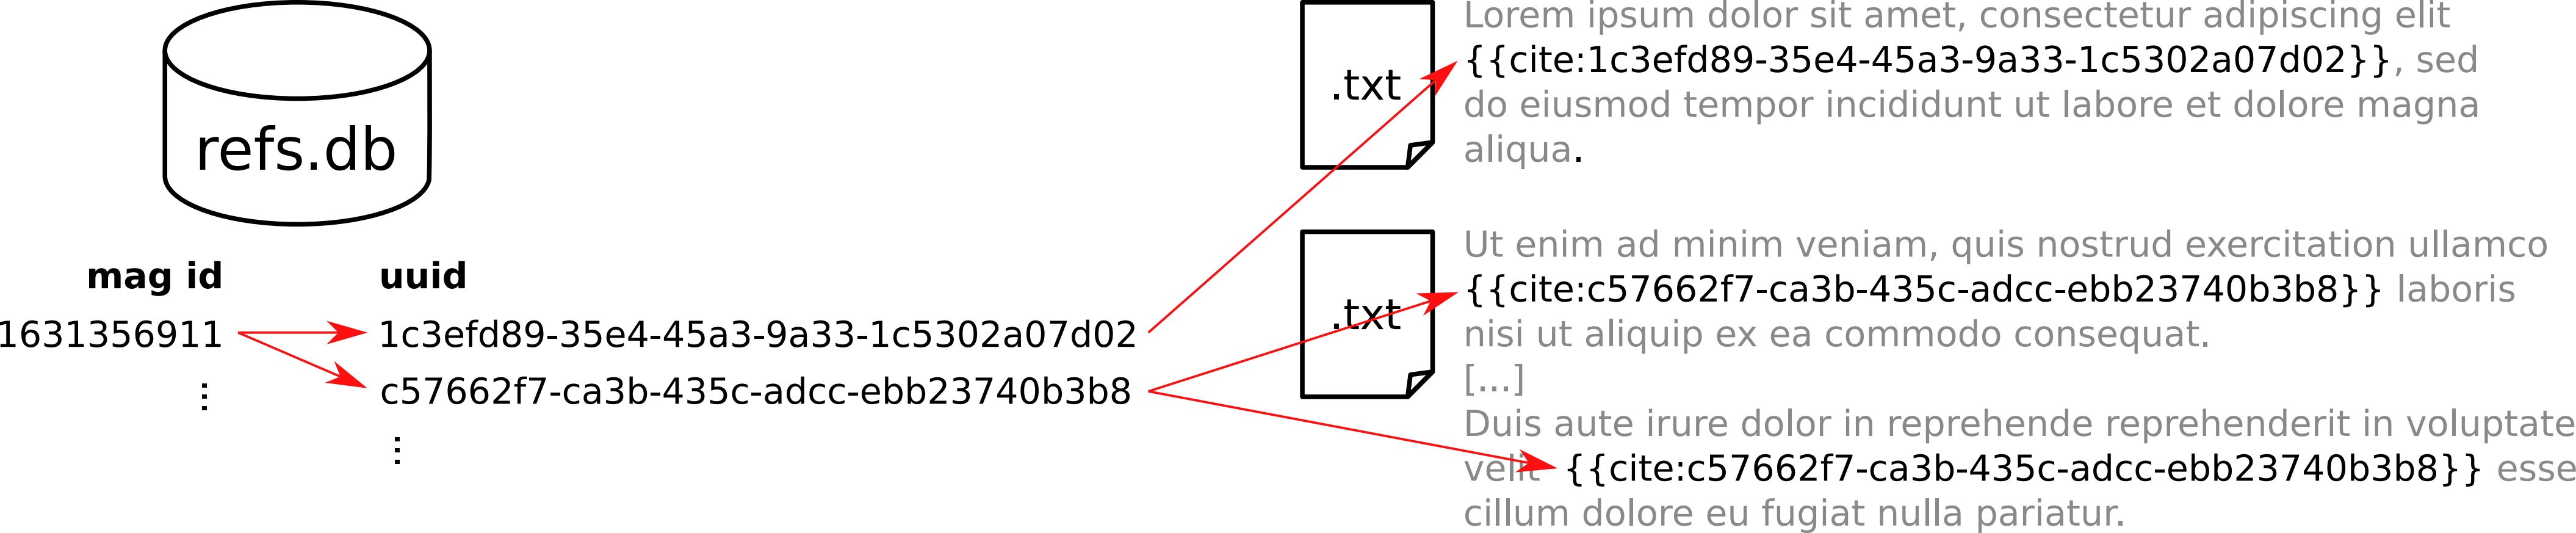 refs.db
mag id
uuid
1631356911
1c3efd89-35e4-45a3-9a33-1c5302a07d02
⋮
c57662f7-ca3b-435c-adcc-ebb23740b3b8
⋮
.txt
Lorem ipsum dolor sit amet, consectetur adipiscing elit
{{cite:1c3efd89-35e4-45a3-9a33-1c5302a07d02}}, sed
do eiusmod tempor incididunt ut labore et dolore magna
aliqua.
.txt
Ut enim ad minim veniam, quis nostrud exercitation ullamco
{{cite:c57662f7-ca3b-435c-adcc-ebb23740b3b8}} laboris
nisi ut aliquip ex ea commodo consequat.
[...]
Duis aute irure dolor in reprehende reprehenderit in voluptate
velit {{cite:c57662f7-ca3b-435c-adcc-ebb23740b3b8}} esse
cillum dolore eu fugiat nulla pariatur.